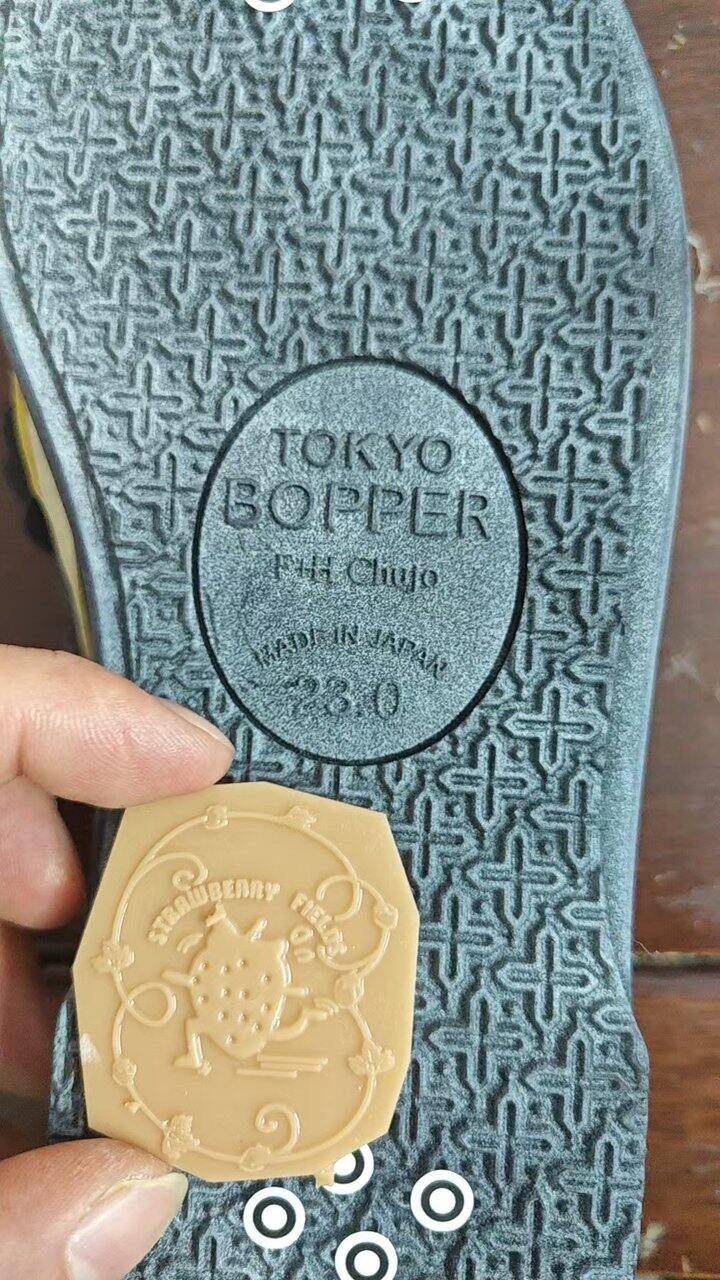 TOKYO
BOPPER
F+H Chujo
MADE IN JAPAN
23.0
STRAWBERRY FIELDS